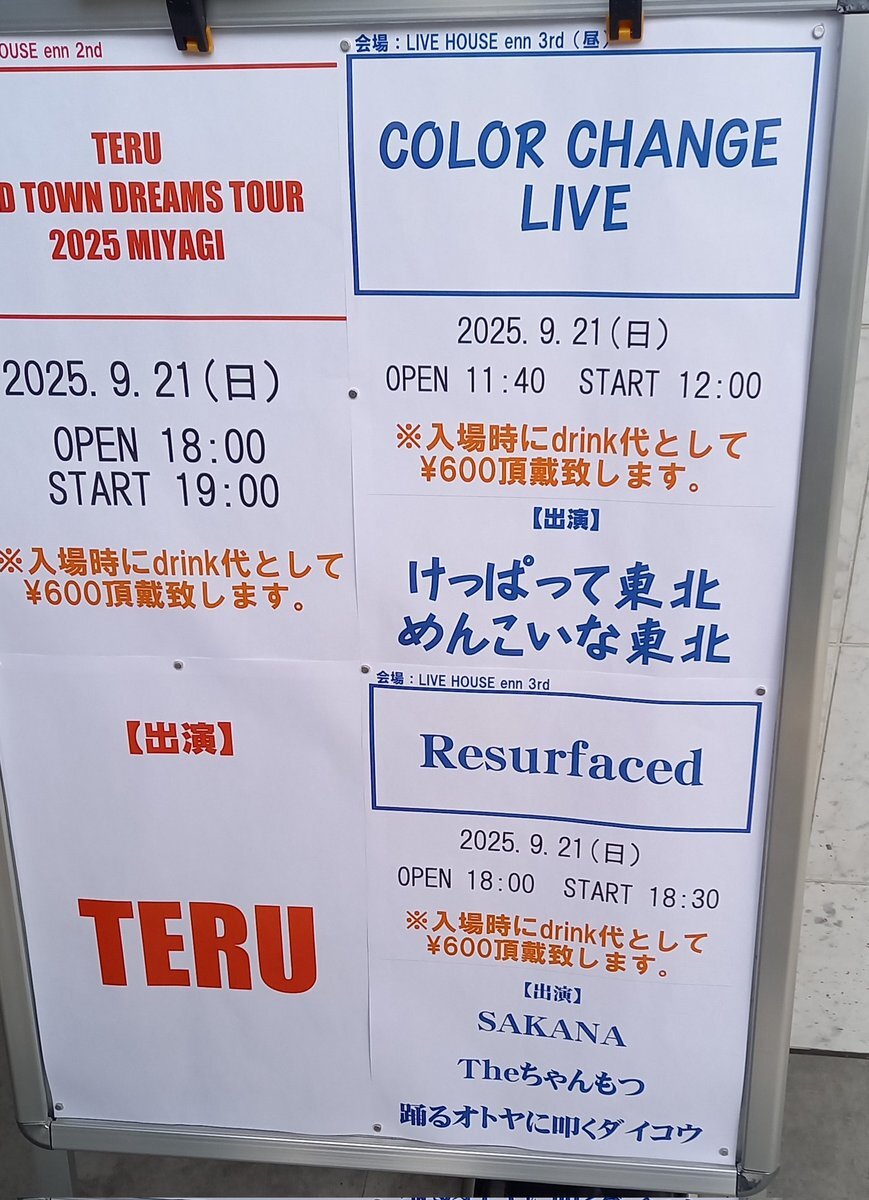 OUSE enn 2nd
TERU
D TOWN DREAMS TOUR
2025 MIYAGI
2025. 9. 21(日)
OPEN 18:00
START 19:00
※入場時にdrink代として
¥600頂戴致します。
【出演】
TERU
会場：LIVE HOUSE enn 3rd（昼）
COLOR CHANGE
LIVE
2025. 9. 21(日)
OPEN 11:40 START 12:00
※入場時にdrink代として
¥600頂戴致します。
【出演】
けっぱって東北
めんこいな東北
会場：LIVE HOUSE enn 3rd
Resurfaced
2025. 9. 21(日)
OPEN 18:00 START 18:30
※入場時にdrink代として
¥600頂戴致します。
【出演】
SAKANA
Theちゃんもつ
踊るオトヤに叩くダイコウ